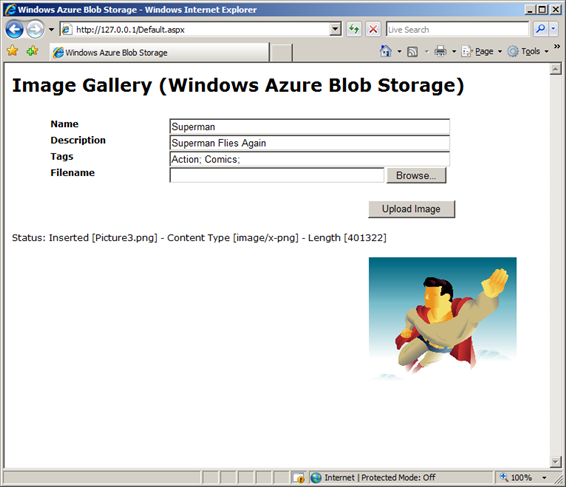 Windows Azure Blob Storage - Windows Internet Explorer
http://127.0.0.1/Default.aspx
Live Search
Windows Azure Blob Storage
Page
Tools
Image Gallery (Windows Azure Blob Storage)
Name Superman
Description Superman Flies Again
Tags Action; Comics;
Filename Browse...
Upload Image
Status: Inserted [Picture3.png] - Content Type [image/x-png] - Length [401322]
Internet | Protected Mode: Off 100%